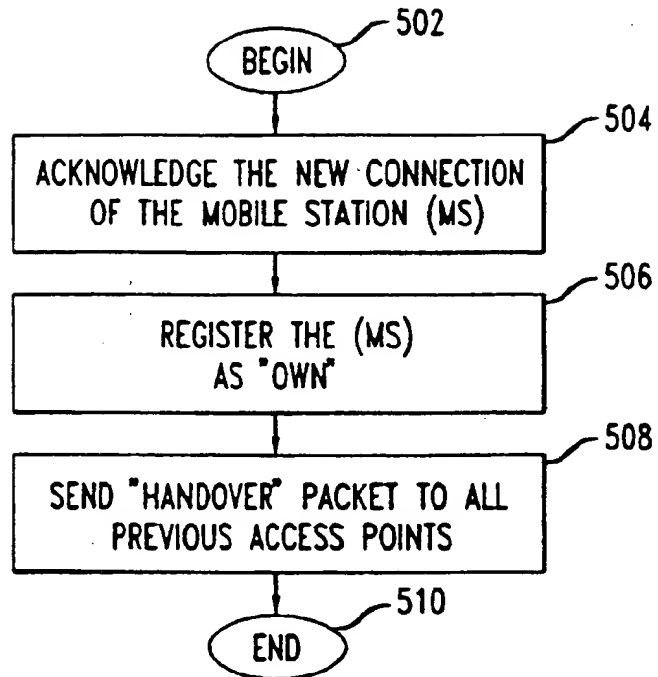 502
BEGIN
504
ACKNOWLEDGE THE NEW CONNECTION
OF THE MOBILE STATION (MS)
506
REGISTER THE (MS)
AS "OWN"
508
SEND "HANDOVER" PACKET TO ALL
PREVIOUS ACCESS POINTS
510
END